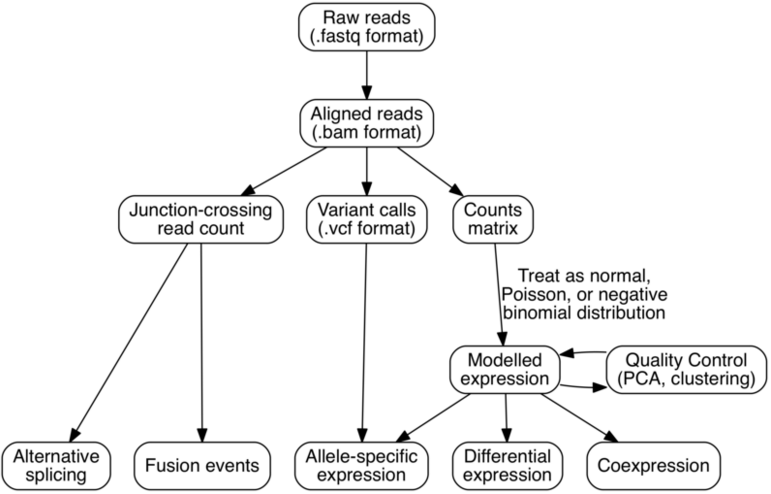 Raw reads
(.fastq format)
Aligned reads
(.bam format)
Junction-crossing
read count
Variant calls
(.vcf format)
Counts
matrix
Treat as normal,
Poisson, or negative
binomial distribution
Modelled
expression
Quality Control
(PCA, clustering)
Alternative
splicing
Fusion events
Allele-specific
expression
Differential
expression
Coexpression